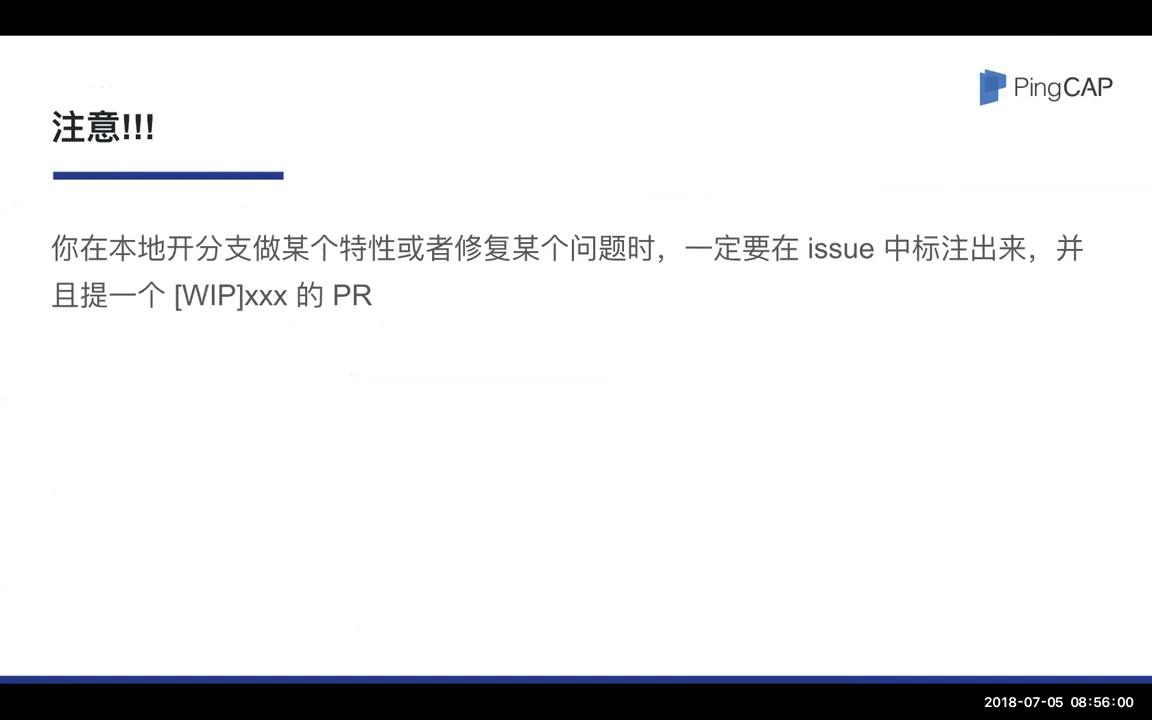 PingCAP
注意!!!
你在本地开分支做某个特性或者修复某个问题时，一定要在 issue 中标注出来，并
且提一个 [WIP]xxx 的 PR
2018-07-05 08:56:00